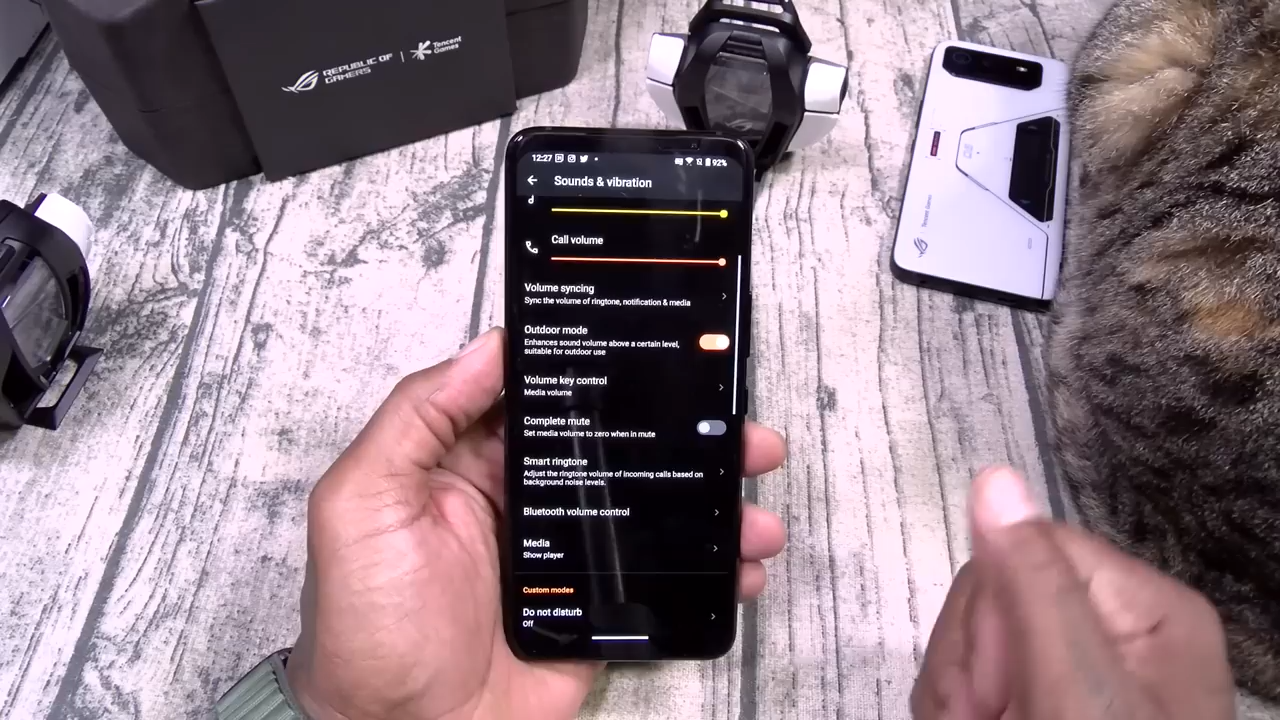 REPUBLIC OF
GAMERS
Tencent
Games
12:27
92%
Sounds & vibration
Call volume
Volume syncing
Sync the volume of ringtone, notification & media
Outdoor mode
Enhances sound volume above a certain level,
suitable for outdoor use
Volume key control
Media volume
Complete mute
Set media volume to zero when in mute
Smart ringtone
Adjust the ringtone volume of incoming calls based on
background noise levels.
Bluetooth volume control
Media
Show player
Custom modes
Do not disturb
Off
Tencent Games